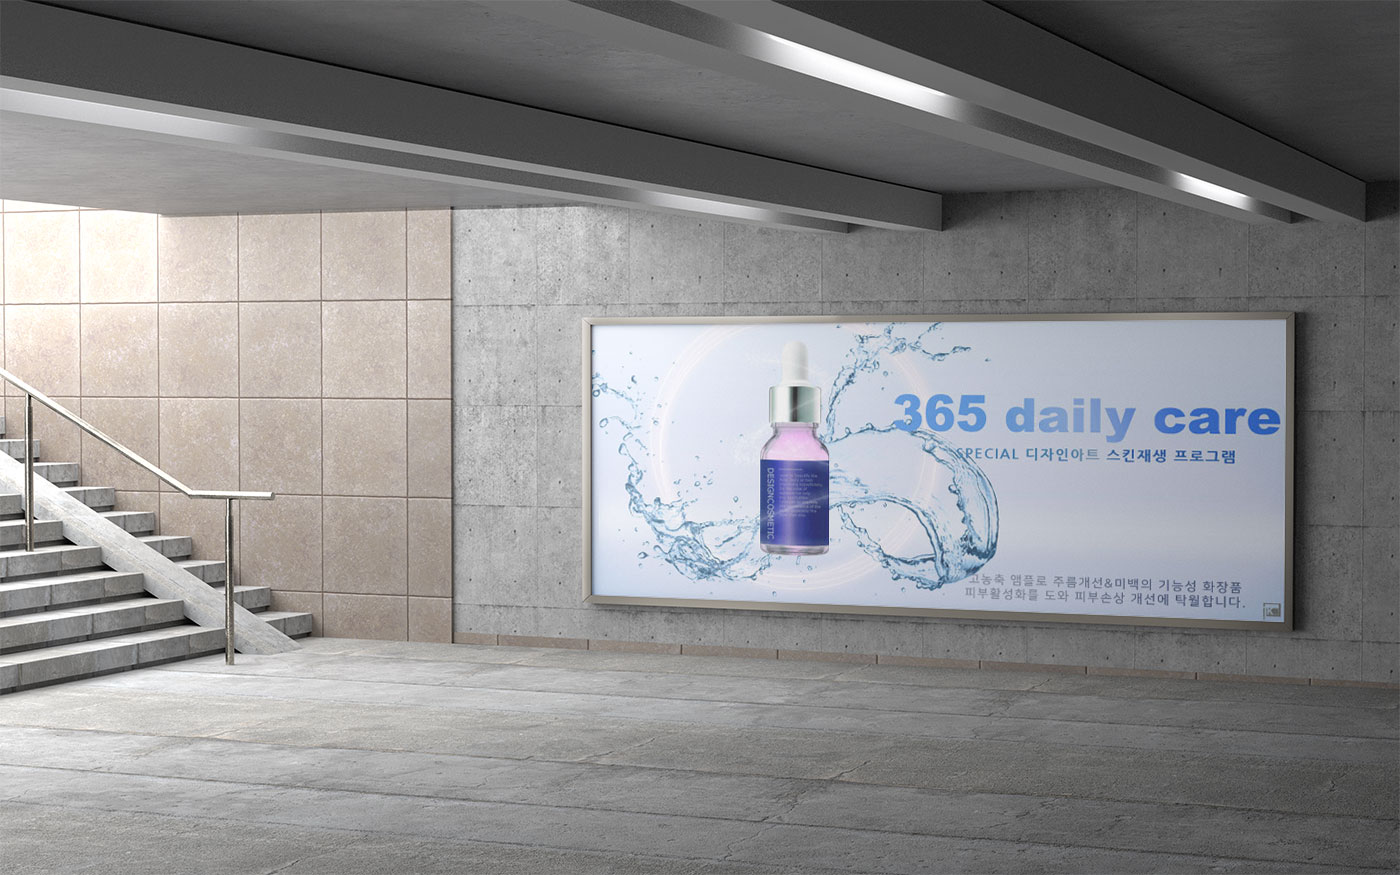 365 daily care
SPECIAL 디자인아트 스킨재생 프로그램
DESIGNCOSMETIC
고농축 앰플로 주름개선&미백의 기능성 화장품
피부활성화를 도와 피부손상 개선에 탁월합니다.